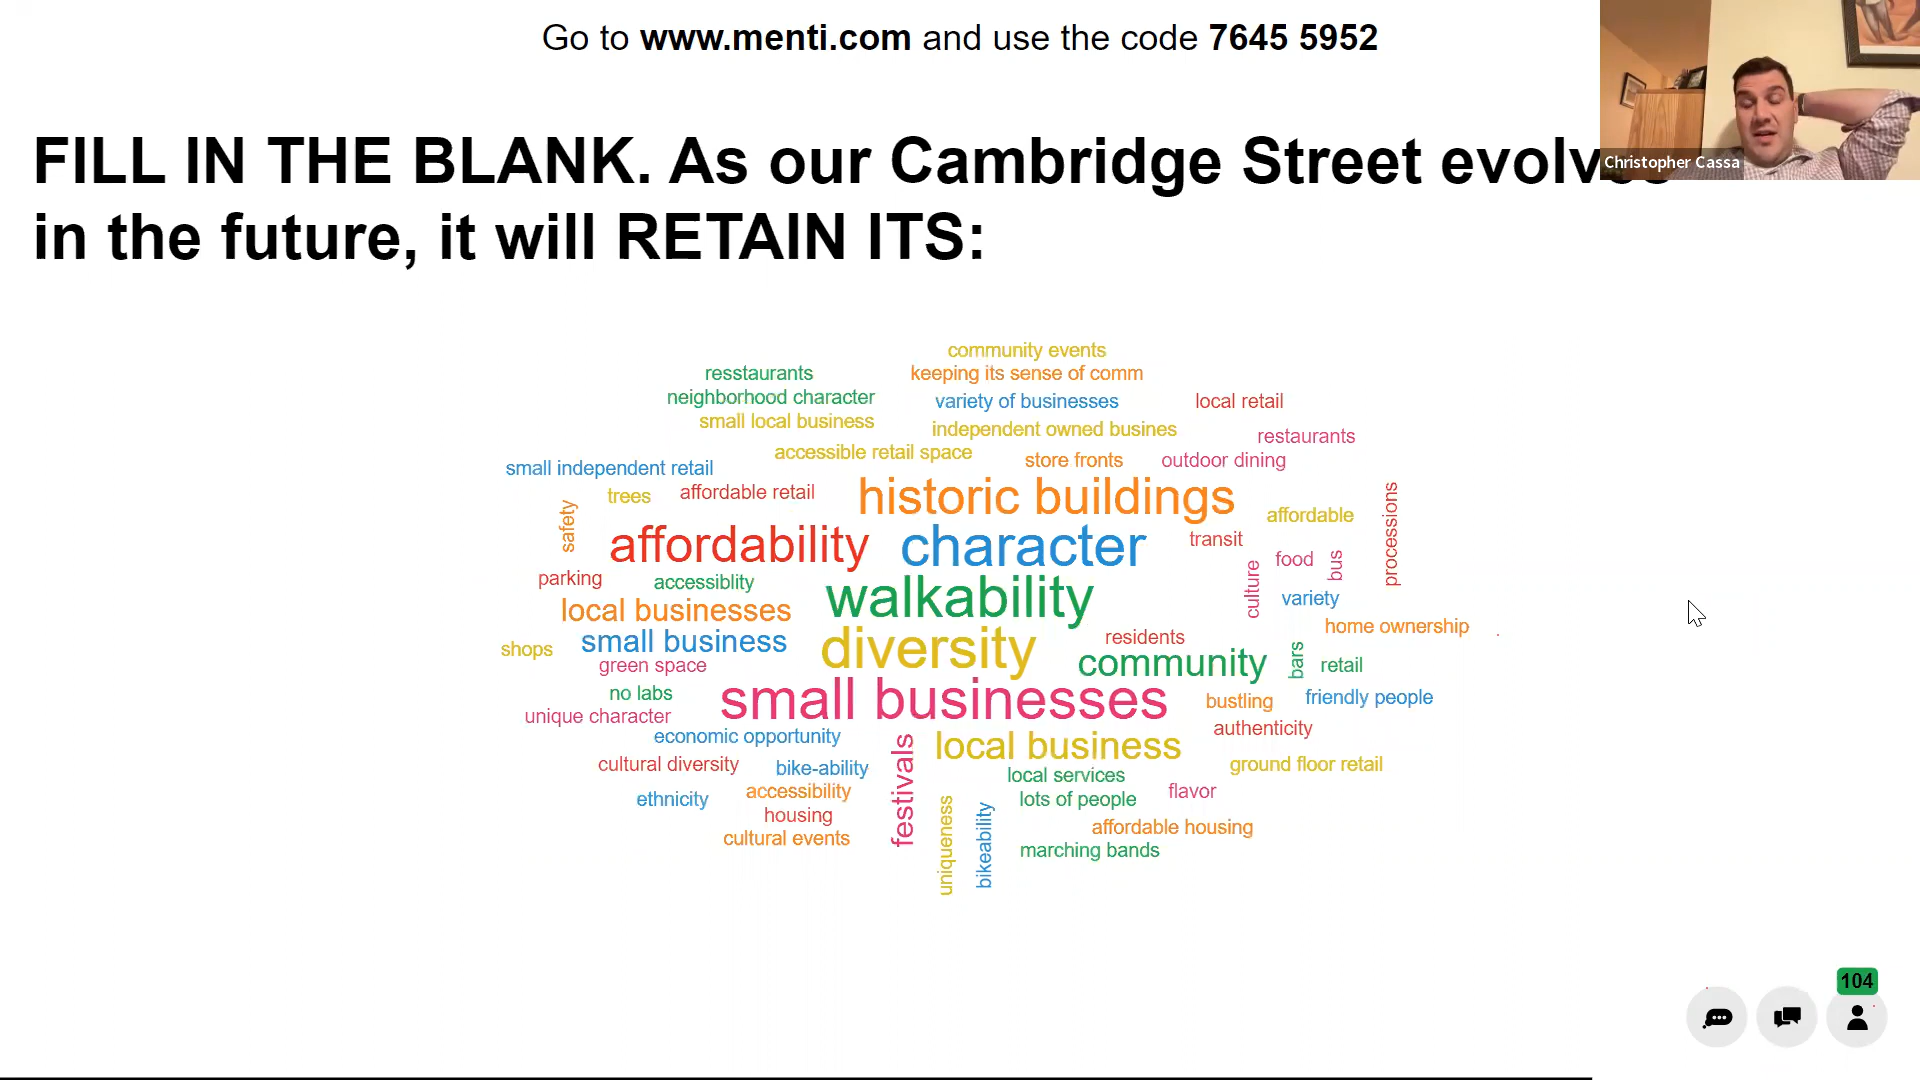 Go to www.menti.com and use the code 7645 5952
Christopher Cassa
FILL IN THE BLANK. As our Cambridge Street evolves
in the future, it will RETAIN ITS:
community events
resstaurants
keeping its sense of comm
neighborhood character
variety of businesses
local retail
small local business
independent owned busines
restaurants
accessible retail space
store fronts
outdoor dining
small independent retail
trees
affordable retail
historic buildings
processions
safety
affordable
affordability
character
transit
food
bus
parking
accessiblity
walkability
culture
variety
local businesses
home ownership
small business
residents
shops
diversity
community
bars
retail
green space
no labs
small businesses
bustling
friendly people
unique character
authenticity
economic opportunity
festivals
local business
cultural diversity
bike-ability
local services
ground floor retail
ethnicity
accessibility
lots of people
flavor
housing
uniqueness
bikeability
affordable housing
cultural events
marching bands
104